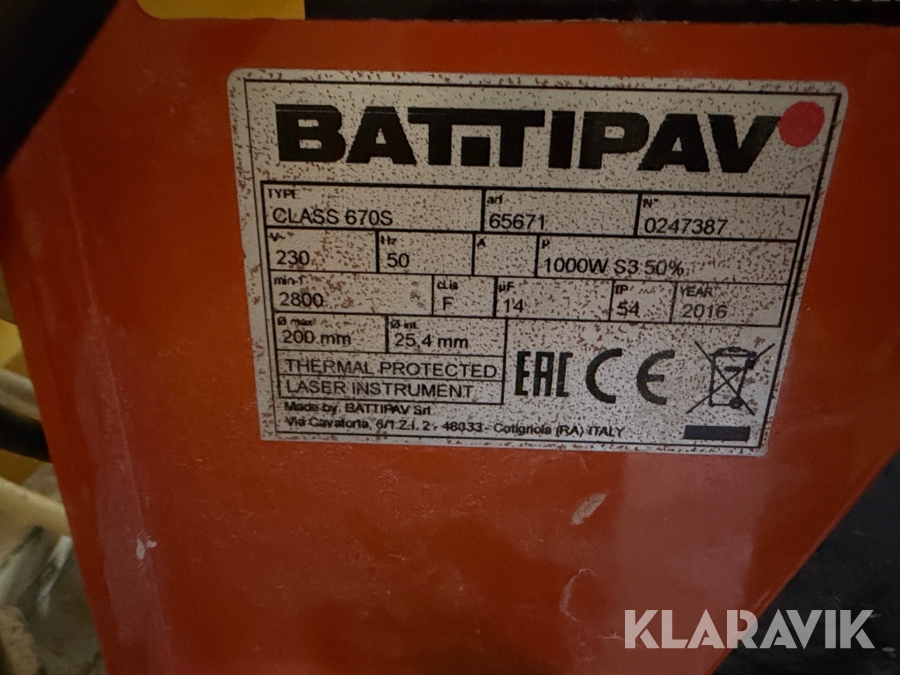 BATTIPAV
TYPE art N°
CLASS 670S 65671 0247387
V~ Hz A P
230 50 1000W S3 50%
min-1 cl.is µF IP YEAR
2800 F 14 54 2016
Ø max Ø int.
200 mm 25,4 mm
THERMAL PROTECTED
LASER INSTRUMENT
EAC CE
Made by: BATTIPAV Srl
Via Cavatorta, 6/1 Z.I. 2 - 48033 - Cotignola (RA) ITALY
KLARAVIK